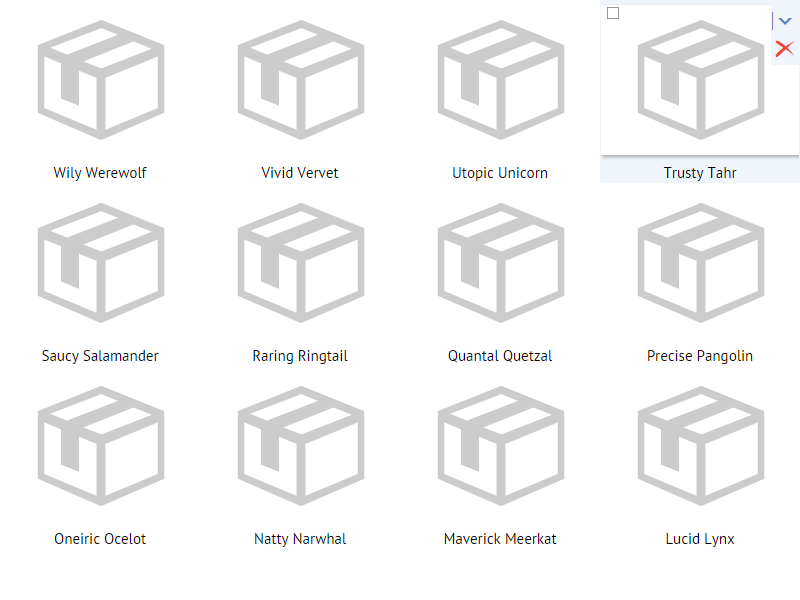 Wily Werewolf
Vivid Vervet
Utopic Unicorn
Trusty Tahr
Saucy Salamander
Raring Ringtail
Quantal Quetzal
Precise Pangolin
Oneiric Ocelot
Natty Narwhal
Maverick Meerkat
Lucid Lynx